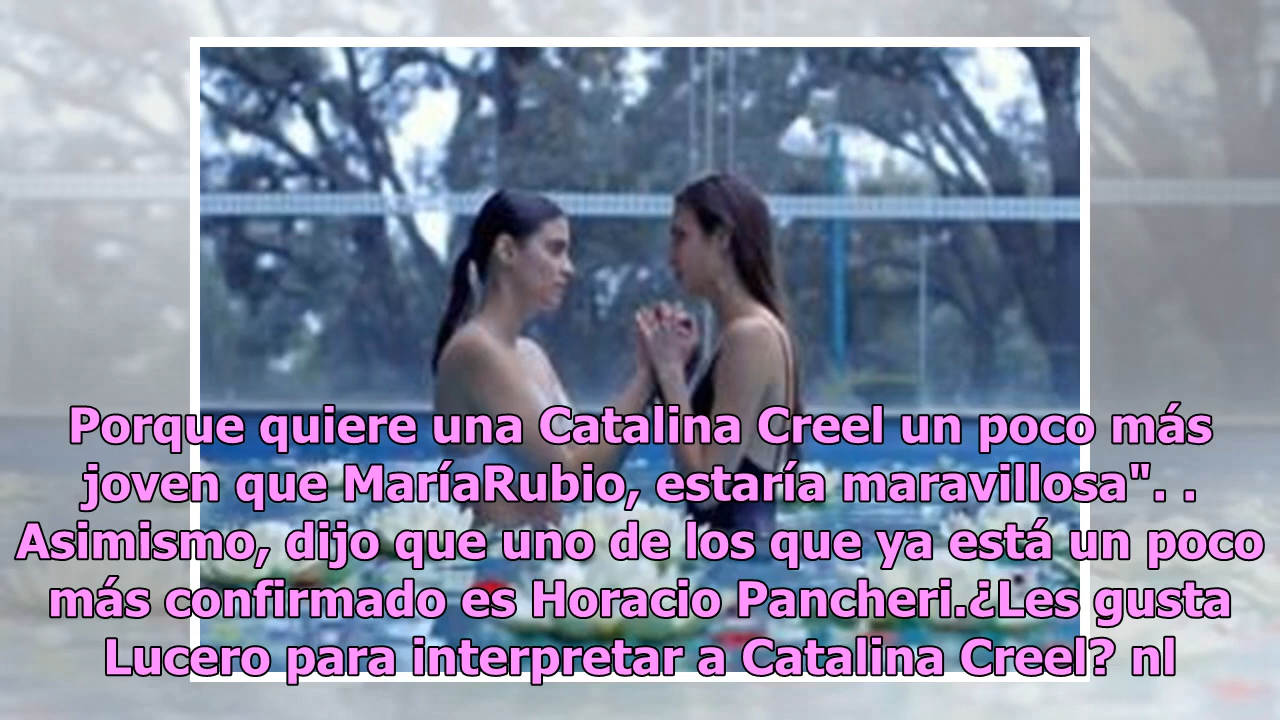 Porque quiere una Catalina Creel un poco más
joven que MaríaRubio, estaría maravillosa". .
Asimismo, dijo que uno de los que ya está un poco
más confirmado es Horacio Pancheri.¿Les gusta
Lucero para interpretar a Catalina Creel? nl